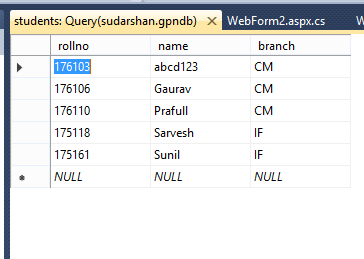 students: Query(sudarshan.gpndb) WebForm2.aspx.cs W
rollno name branch
176103 abcd123 CM
176106 Gaurav CM
176110 Prafull CM
175118 Sarvesh IF
175161 Sunil IF
NULL NULL NULL